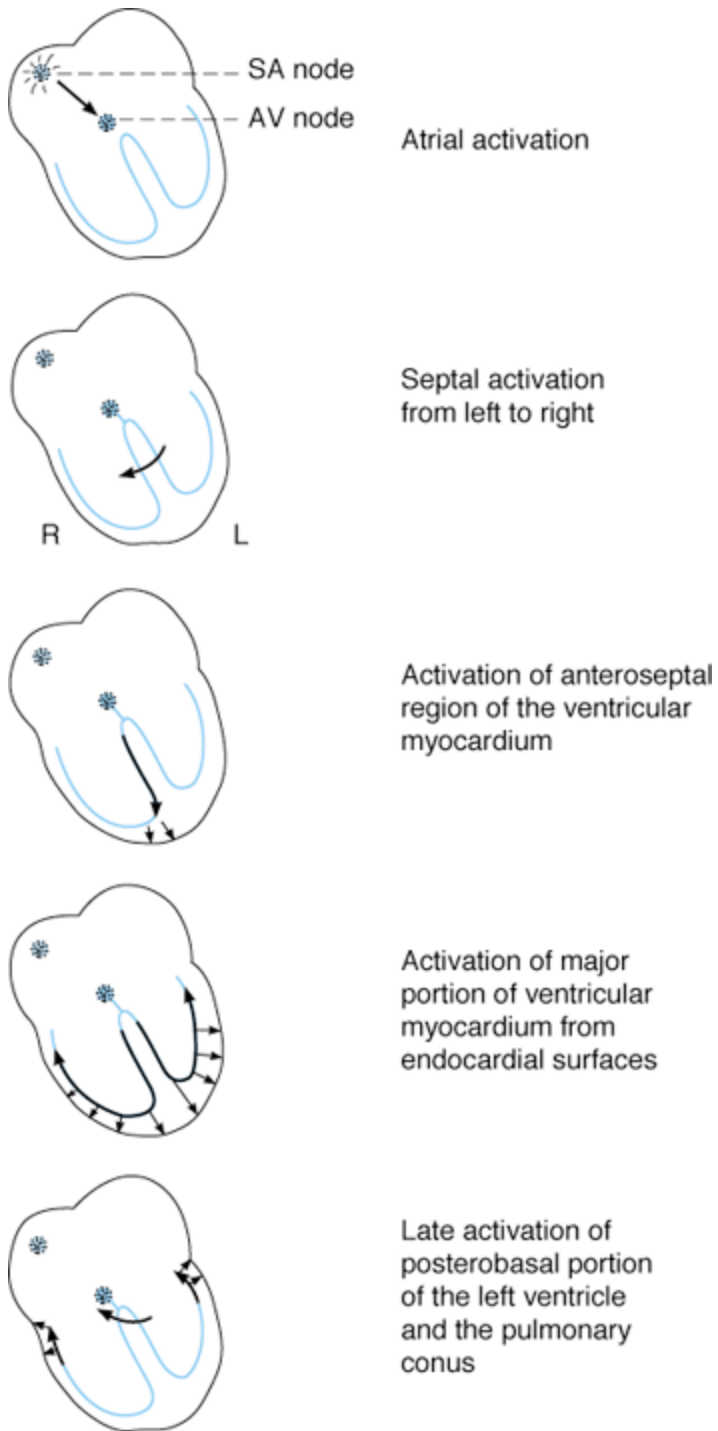 SA node
AV node
Atrial activation
Septal activation
from left to right
R
L
Activation of anteroseptal
region of the ventricular
myocardium
Activation of major
portion of ventricular
myocardium from
endocardial surfaces
Late activation of
posterobasal portion
of the left ventricle
and the pulmonary
conus